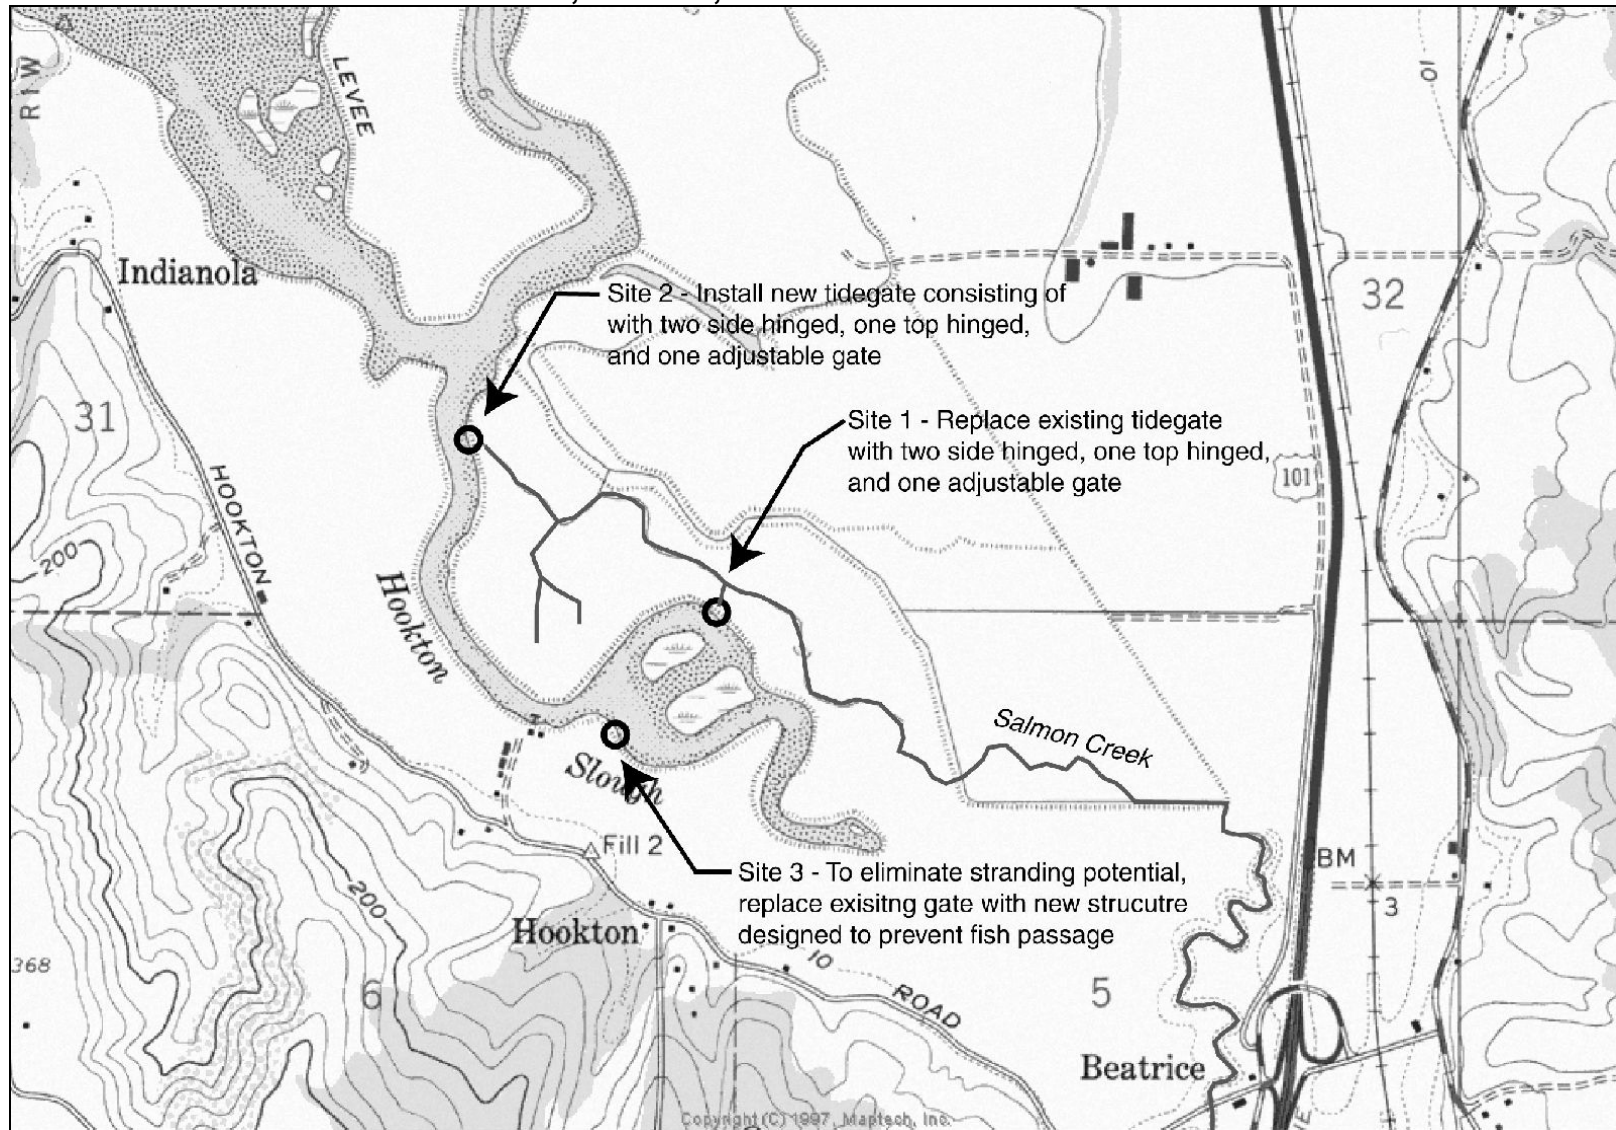 R 1 W
LEVEE
6
10
Indianola
32
Site 2 - Install new tidegate consisting of
with two side hinged, one top hinged,
and one adjustable gate
31
Site 1 - Replace existing tidegate
with two side hinged, one top hinged,
and one adjustable gate
101
HOOKTON
200
Hookton
Slough
Salmon Creek
Fill 2
BM
3
Site 3 - To eliminate stranding potential,
replace exisitng gate with new strucutre
designed to prevent fish passage
200
Hookton
368
6
10
ROAD
5
Beatrice
Copyright (C) 1997, Maptech, Inc.